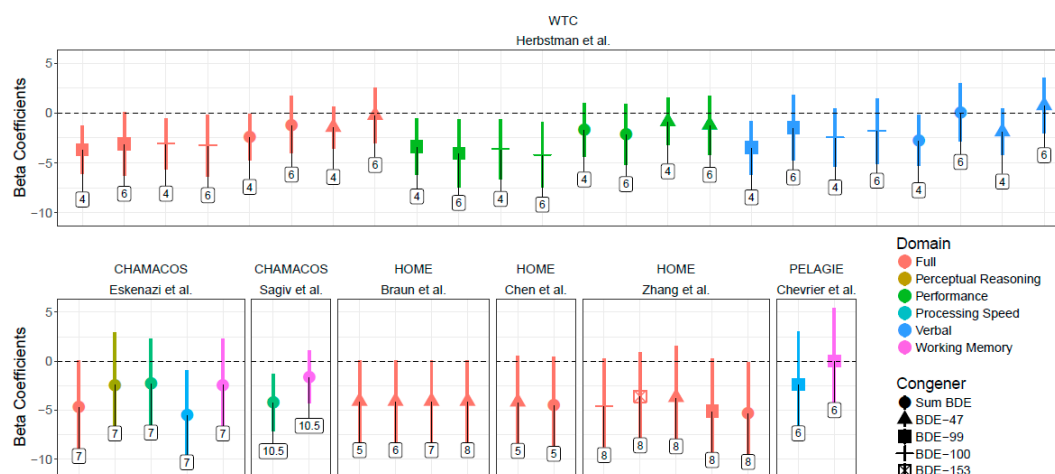 WTC
Herbstman et al.
Beta Coefficients
5
0
−5
−10
4 6 4 6 4 6 4 6 4 6 4 6 4 6 4 6 4 6 4 6 4 6 4 6
CHAMACOS
Eskenazi et al.
CHAMACOS
Sagiv et al.
HOME
Braun et al.
HOME
Chen et al.
HOME
Zhang et al.
PELAGIE
Chevrier et al.
Beta Coefficients
5
0
−5
−10
7 7 7 7 7
10.5 10.5
5 6 7 8
5 5
8 8 8 8 8
6 6
Domain
Full
Perceptual Reasoning
Performance
Processing Speed
Verbal
Working Memory
Congener
Sum BDE
BDE−47
BDE−99
BDE−100
BDE−153